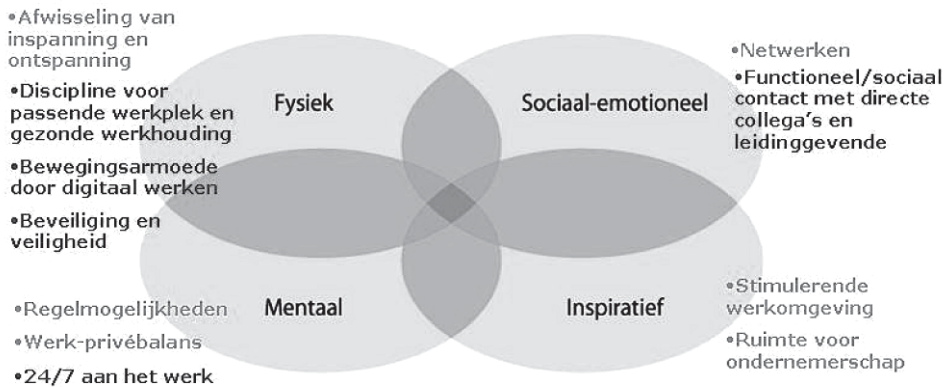 •Afwisseling van
inspanning en
ontspanning
•Discipline voor
passende werkplek en
gezonde werkhouding
•Bewegingsarmoede
door digitaal werken
•Beveiliging en
veiligheid
Fysiek
Sociaal-emotioneel
•Netwerken
•Functioneel/sociaal
contact met directe
collega's en
leidinggevende
•Regelmogelijkheden
•Werk-privébalans
•24/7 aan het werk
Mentaal
Inspiratief
•Stimulerende
werkomgeving
•Ruimte voor
ondernemerschap